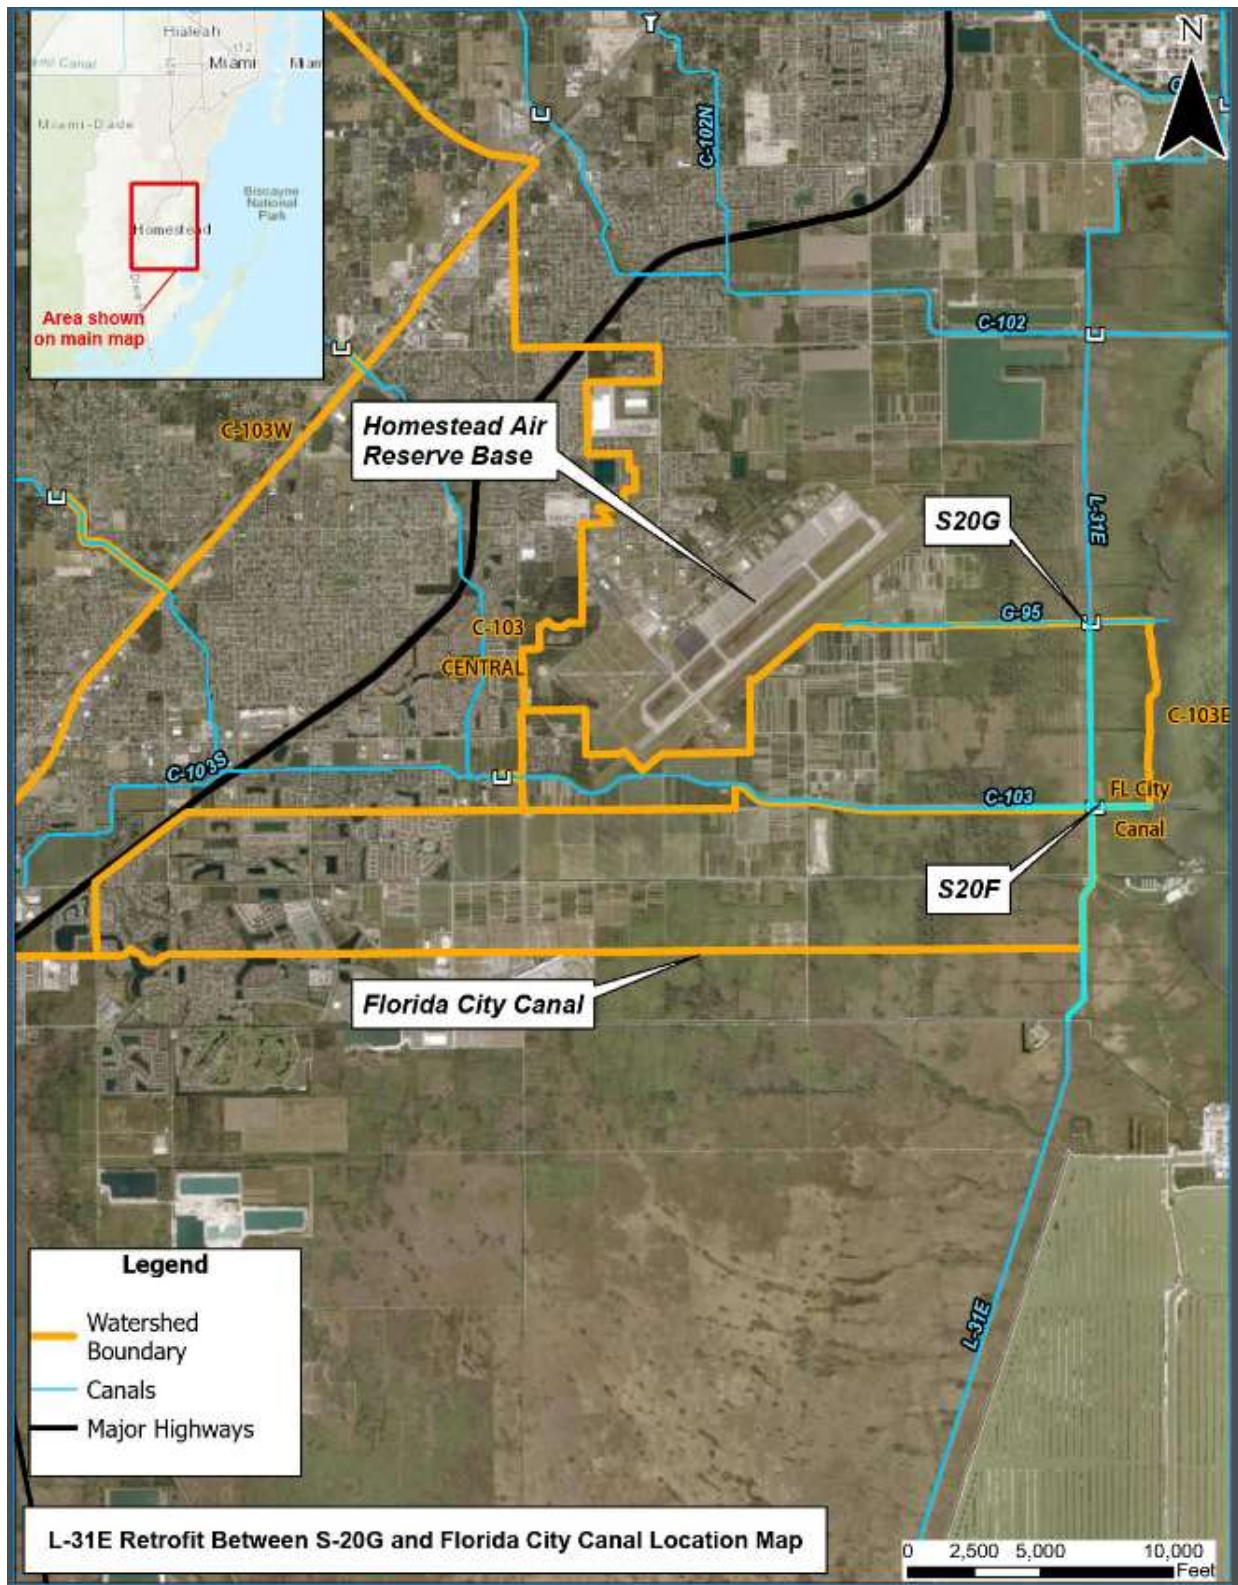 Hialeah
Miami
Miami-Dade
Biscayne
National
Park
Homestead
Area shown
on main map
N
C-102N
C-102
C-103W
Homestead Air
Reserve Base
S20G
L-31E
G-95
C-103
CENTRAL
C-103E
C-103S
C-103
FL City
Canal
S20F
Florida City Canal
L-31E
Legend
Watershed
Boundary
Canals
Major Highways
L-31E Retrofit Between S-20G and Florida City Canal Location Map
0 2,500 5,000 10,000
Feet